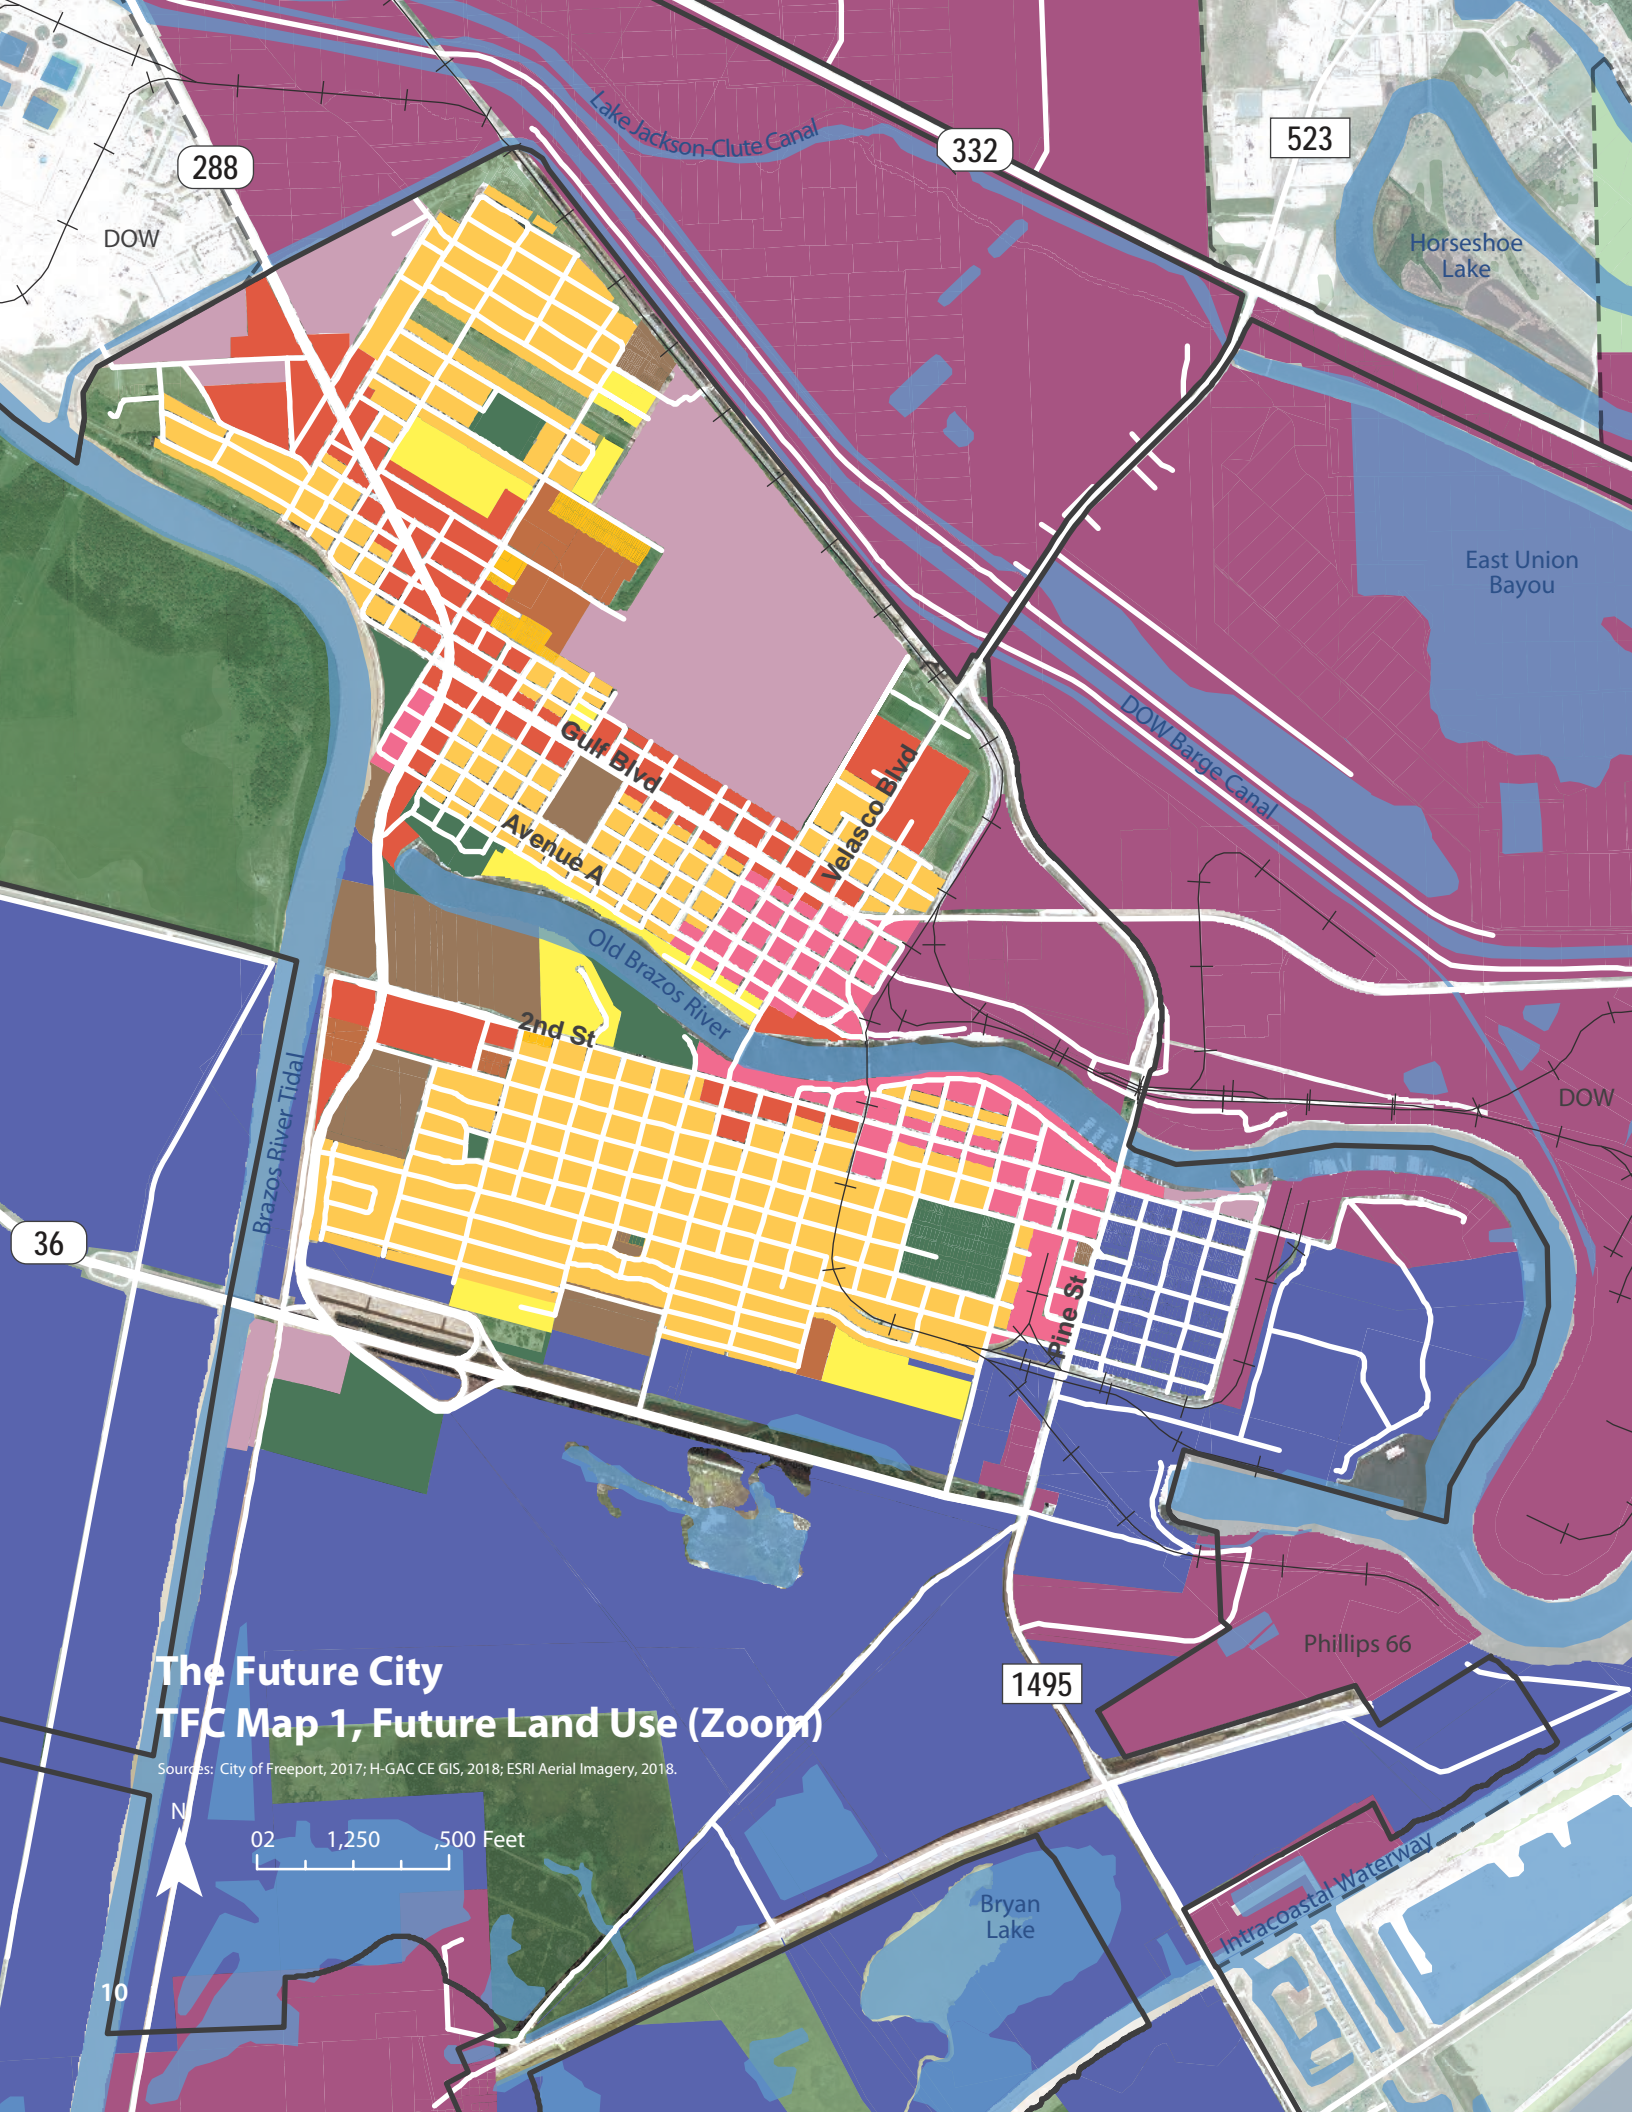 Lake Jackson-Clute Canal
332
523
288
DOW
Horseshoe
Lake
East Union
Bayou
DOW Barge Canal
Gulf Blvd
Velasco Blvd
Avenue A
Old Brazos River
2nd St
DOW
Brazos River Tidal
36
Pine St
Phillips 66
1495
The Future City
TFC Map 1, Future Land Use (Zoom)
Sources: City of Freeport, 2017; H-GAC CE GIS, 2018; ESRI Aerial Imagery, 2018.
N
02 1,250 ,500 Feet
Intracoastal Waterway
Bryan
Lake
10